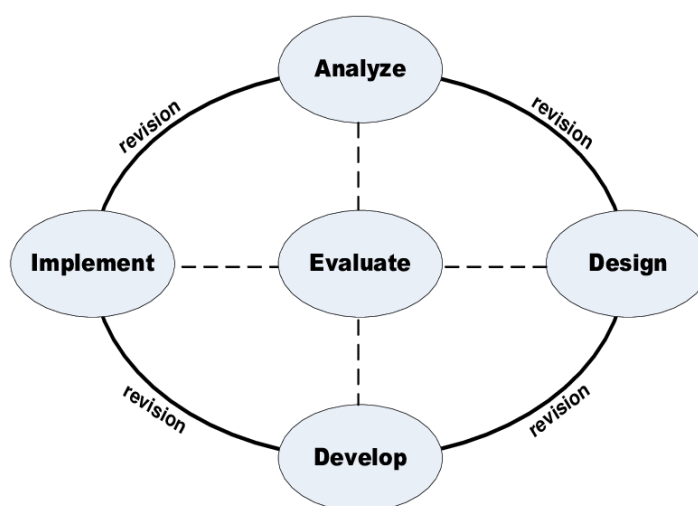 Analyze
revision
revision
Implement
Evaluate
Design
revision
revision
Develop